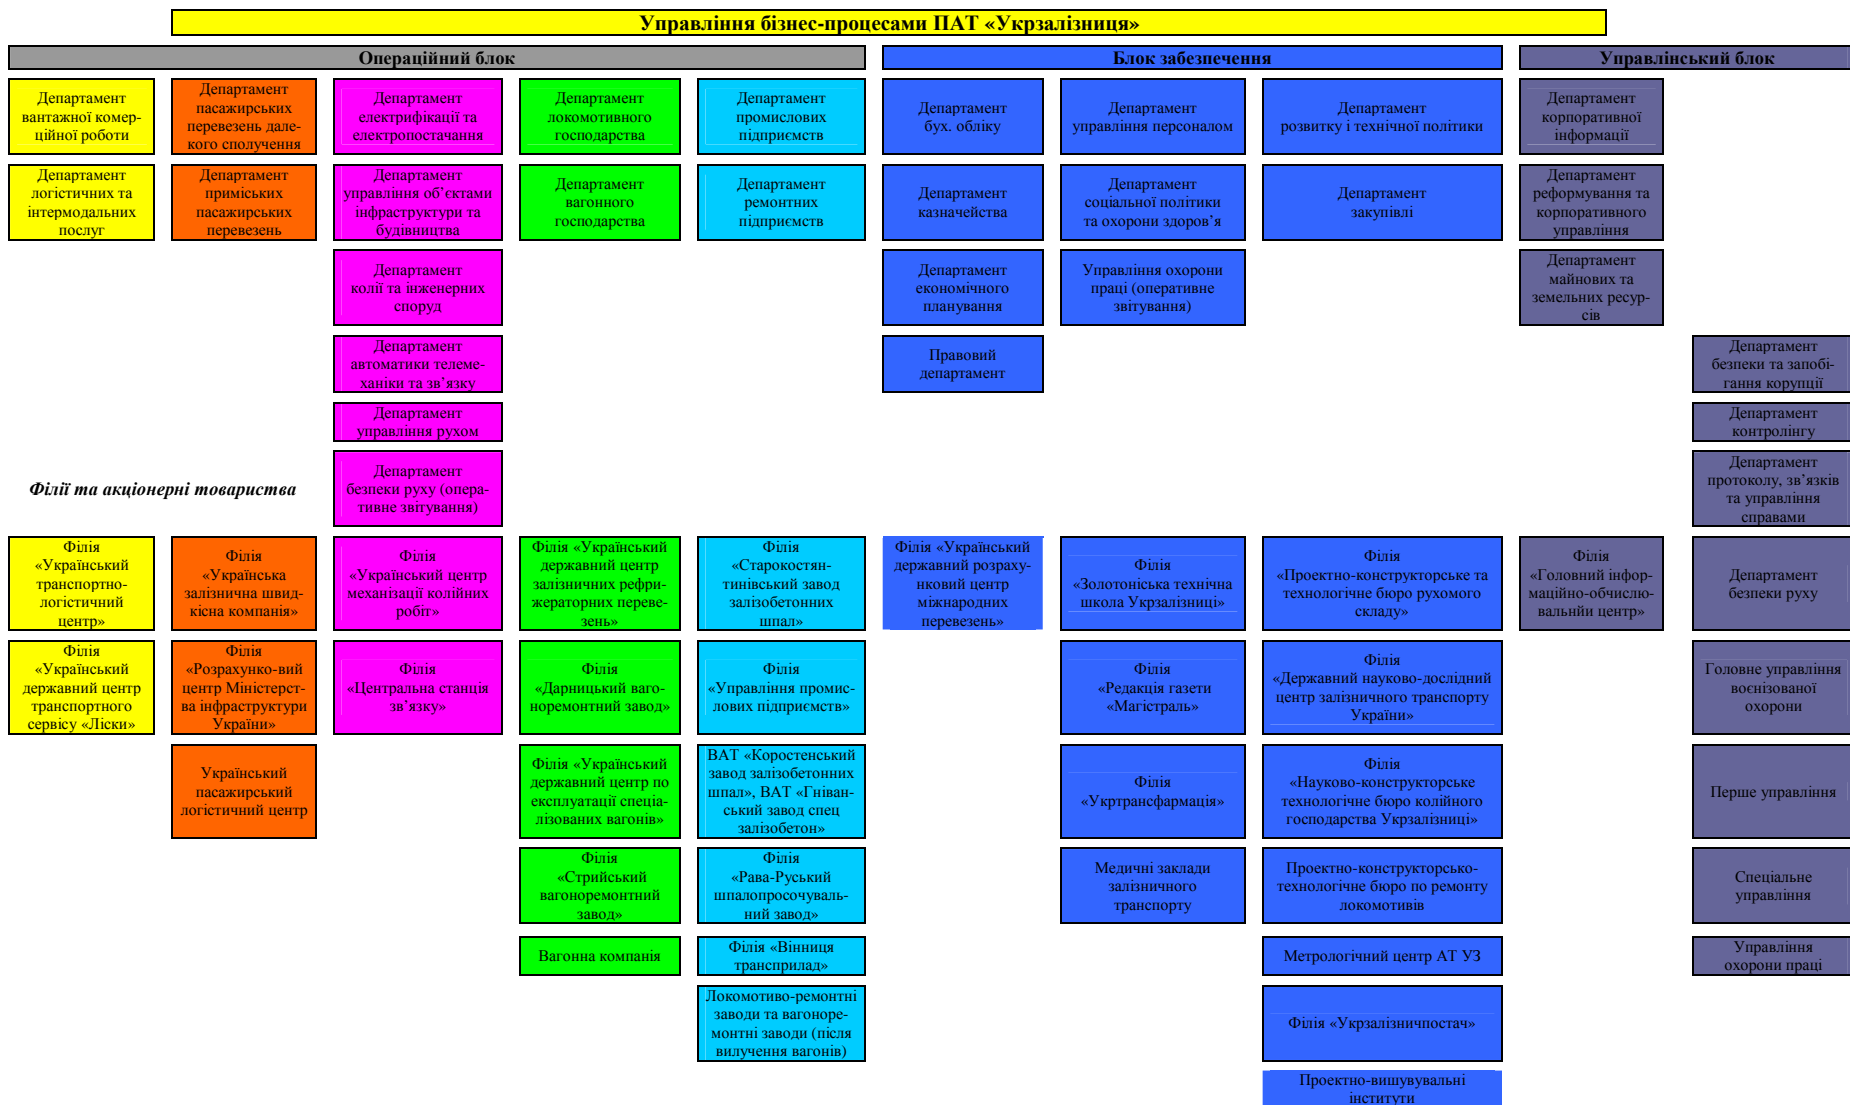 Управління бізнес-процесами ПАТ «Укрзалізниця»
Операційний блок
Блок забезпечення
Управлінський блок
Департамент
вантажної комер-
ційної роботи
Департамент
пасажирських
перевезень дале-
кого сполучення
Департамент
електрифікації та
електропостачання
Департамент
локомотивного
господарства
Департамент
промислових
підприємств
Департамент
бух. обліку
Департамент
управління персоналом
Департамент
розвитку і технічної політики
Департамент
корпоративної
інформації
Департамент
логістичних та
інтермодальних
послуг
Департамент
приміських
пасажирських
перевезень
Департамент
управління об’єктами
інфраструктури та
будівництва
Департамент
вагонного
господарства
Департамент
ремонтних
підприємств
Департамент
казначейства
Департамент
соціальної політики
та охорони здоров’я
Департамент
закупівлі
Департамент
реформування та
корпоративного
управління
Департамент
колії та інженерних
споруд
Департамент
економічного
планування
Управління охорони
праці (оперативне
звітування)
Департамент
майнових та
земельних ресур-
сів
Департамент
автоматики телеме-
ханіки та зв’язку
Правовий
департамент
Департамент
безпеки та запобі-
гання корупції
Департамент
управління рухом
Департамент
контролінгу
Філії та акціонерні товариства
Департамент
безпеки руху (опера-
тивне звітування)
Департамент
протоколу, зв’язків
та управління
справами
Філія
«Український
транспортно-
логістичний
центр»
Філія
«Українська
залізнична швид-
кісна компанія»
Філія
«Український центр
механізації колійних
робіт»
Філія «Український
державний центр
залізничних рефри-
жераторних переве-
зень»
Філія
«Старокостян-
тинівський завод
залізобетонних
шпал»
Філія «Український
державний розраху-
нковий центр
міжнародних
перевезень»
Філія
«Золотоніська технічна
школа Укрзалізниці»
Філія
«Проектно-конструкторське та
технологічне бюро рухомого
складу»
Філія
«Головний інфор-
маційно-обчислю-
вальнйи центр»
Департамент
безпеки руху
Філія
«Український
державний центр
транспортного
сервісу «Ліски»
Філія
«Розрахунко-вий
центр Міністерст-
ва інфраструктури
України»
Філія
«Центральна станція
зв’язку»
Філія
«Дарницький ваго-
норемонтний завод»
Філія
«Управління промис-
лових підприємств»
Філія
«Редакція газети
«Магістраль»
Філія
«Державний науково-дослідний
центр залізничного транспорту
України»
Головне управління
воєнізованої
охорони
Український
пасажирський
логістичний центр
Філія «Український
державний центр по
експлуатації спеціа-
лізованих вагонів»
ВАТ «Коростенський
завод залізобетонних
шпал», ВАТ «Гніван-
ський завод спец
залізобетон»
Філія
«Укртрансфармація»
Філія
«Науково-конструкторське
технологічне бюро колійного
господарства Укрзалізниці»
Перше управління
Філія
«Стрийський
вагоноремонтний
завод»
Філія
«Рава-Руський
шпалопросочуваль-
ний завод»
Медичні заклади
залізничного
транспорту
Проектно-конструкторсько-
технологічне бюро по ремонту
локомотивів
Спеціальне
управління
Вагонна компанія
Філія «Вінниця
трансприлад»
Метрологічний центр АТ УЗ
Управління
охорони праці
Локомотиво-ремонтні
заводи та вагоноре-
монтні заводи (після
вилучення вагонів)
Філія «Укрзалізничпостач»
Проектно-вишувувальні
інститути